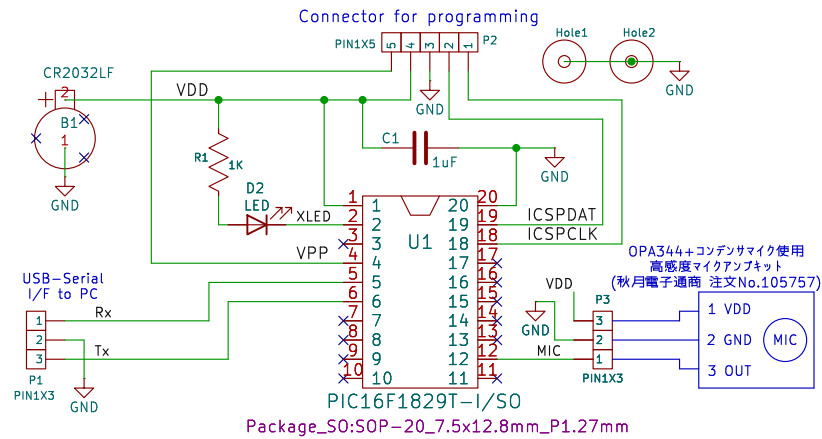 Connector for programming
PIN1X5
5
4
3
2
1
P2
Hole1
Hole2
GND
GND
CR2032LF
2
B1
1
GND
VDD
R1
1K
C1
1uF
GND
D2
LED
XLED
VPP
1
2
3
4
5
6
7
8
9
10
1
2
3
4
5
6
7
8
9
10
U1
20
19
18
17
16
15
14
13
12
11
20
19
18
17
16
15
14
13
12
11
ICSPDAT
ICSPCLK
PIC16F1829T-I/SO
Package_SO:SOP-20_7.5x12.8mm_P1.27mm
USB-Serial
I/F to PC
1
2
3
Rx
Tx
P1
PIN1X3
GND
OPA344+コンデンサマイク使用
高感度マイクアンプキット
(秋月電子通商 注文No.105757)
VDD
P3
3
2
1
PIN1X3
GND
MIC
1 VDD
2 GND
3 OUT
MIC